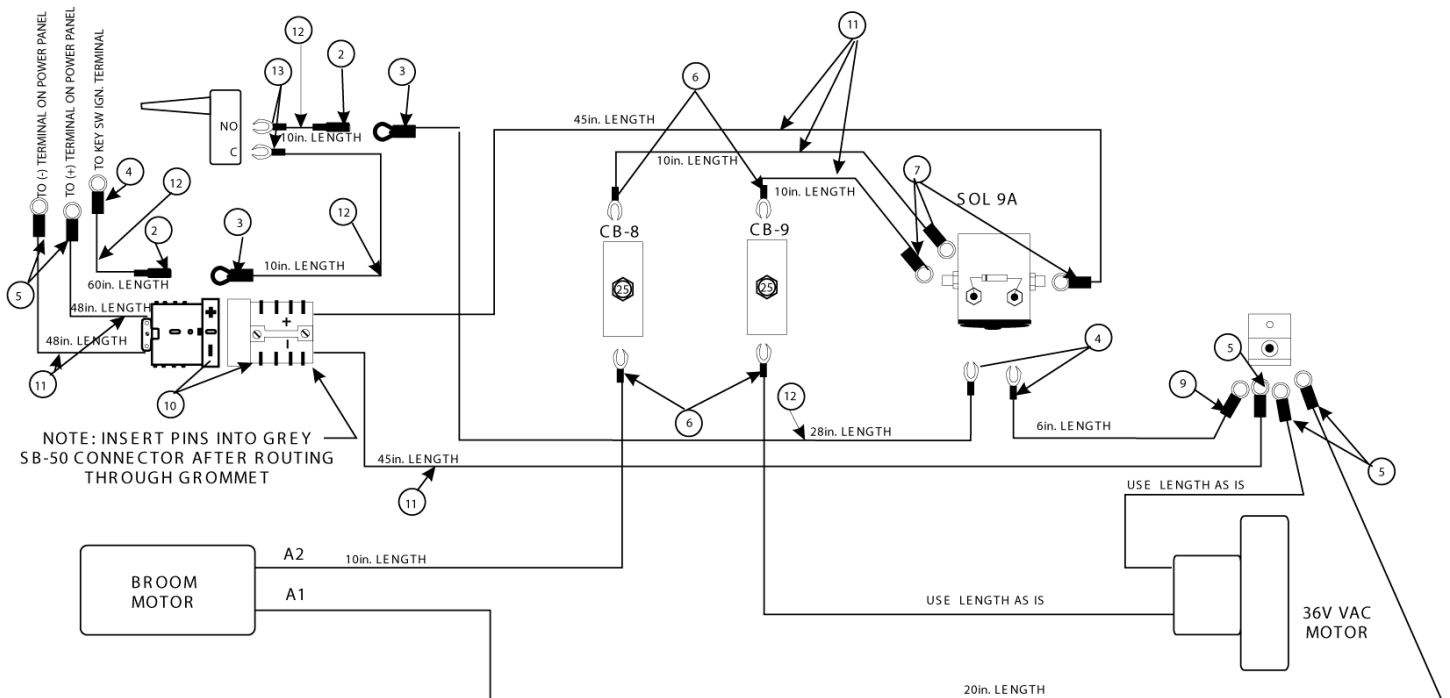 TO (-) TERMINAL ON POWER PANEL
TO (+) TERMINAL ON POWER PANEL
TO KEY SW IGN. TERMINAL
12
2
13
3
11
6
NO
C
10in. LENGTH
45in. LENGTH
10in. LENGTH
10in. LENGTH
4
12
2
12
3
7
SOL 9A
CB-8
CB-9
25
25
10in. LENGTH
60in. LENGTH
5
48in. LENGTH
48in. LENGTH
+
-
+
-
11
10
6
4
5
9
12
5
NOTE: INSERT PINS INTO GREY
SB-50 CONNECTOR AFTER ROUTING
THROUGH GROMMET
28in. LENGTH
6in. LENGTH
45in. LENGTH
11
USE LENGTH AS IS
BROOM
MOTOR
A2
10in. LENGTH
A1
USE LENGTH AS IS
36V VAC
MOTOR
20in. LENGTH